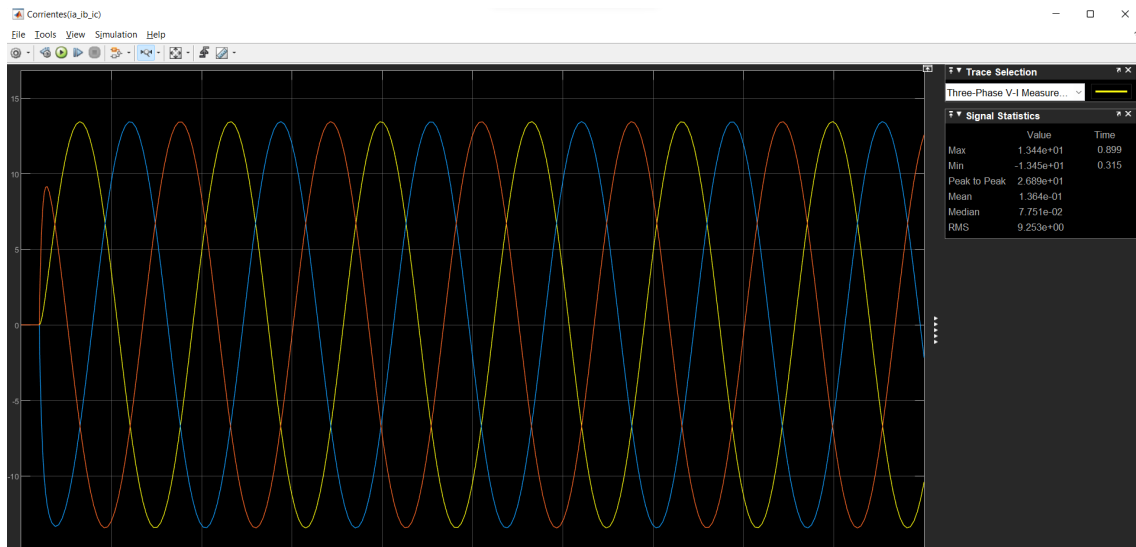 Corrientes(ia_ib_ic)
File Tools View Simulation Help
15
10
5
0
-5
-10
Trace Selection
Three-Phase V-I Measure...
Signal Statistics
Value Time
Max 1.344e+01 0.899
Min -1.345e+01 0.315
Peak to Peak 2.689e+01
Mean 1.364e-01
Median 7.751e-02
RMS 9.253e+00